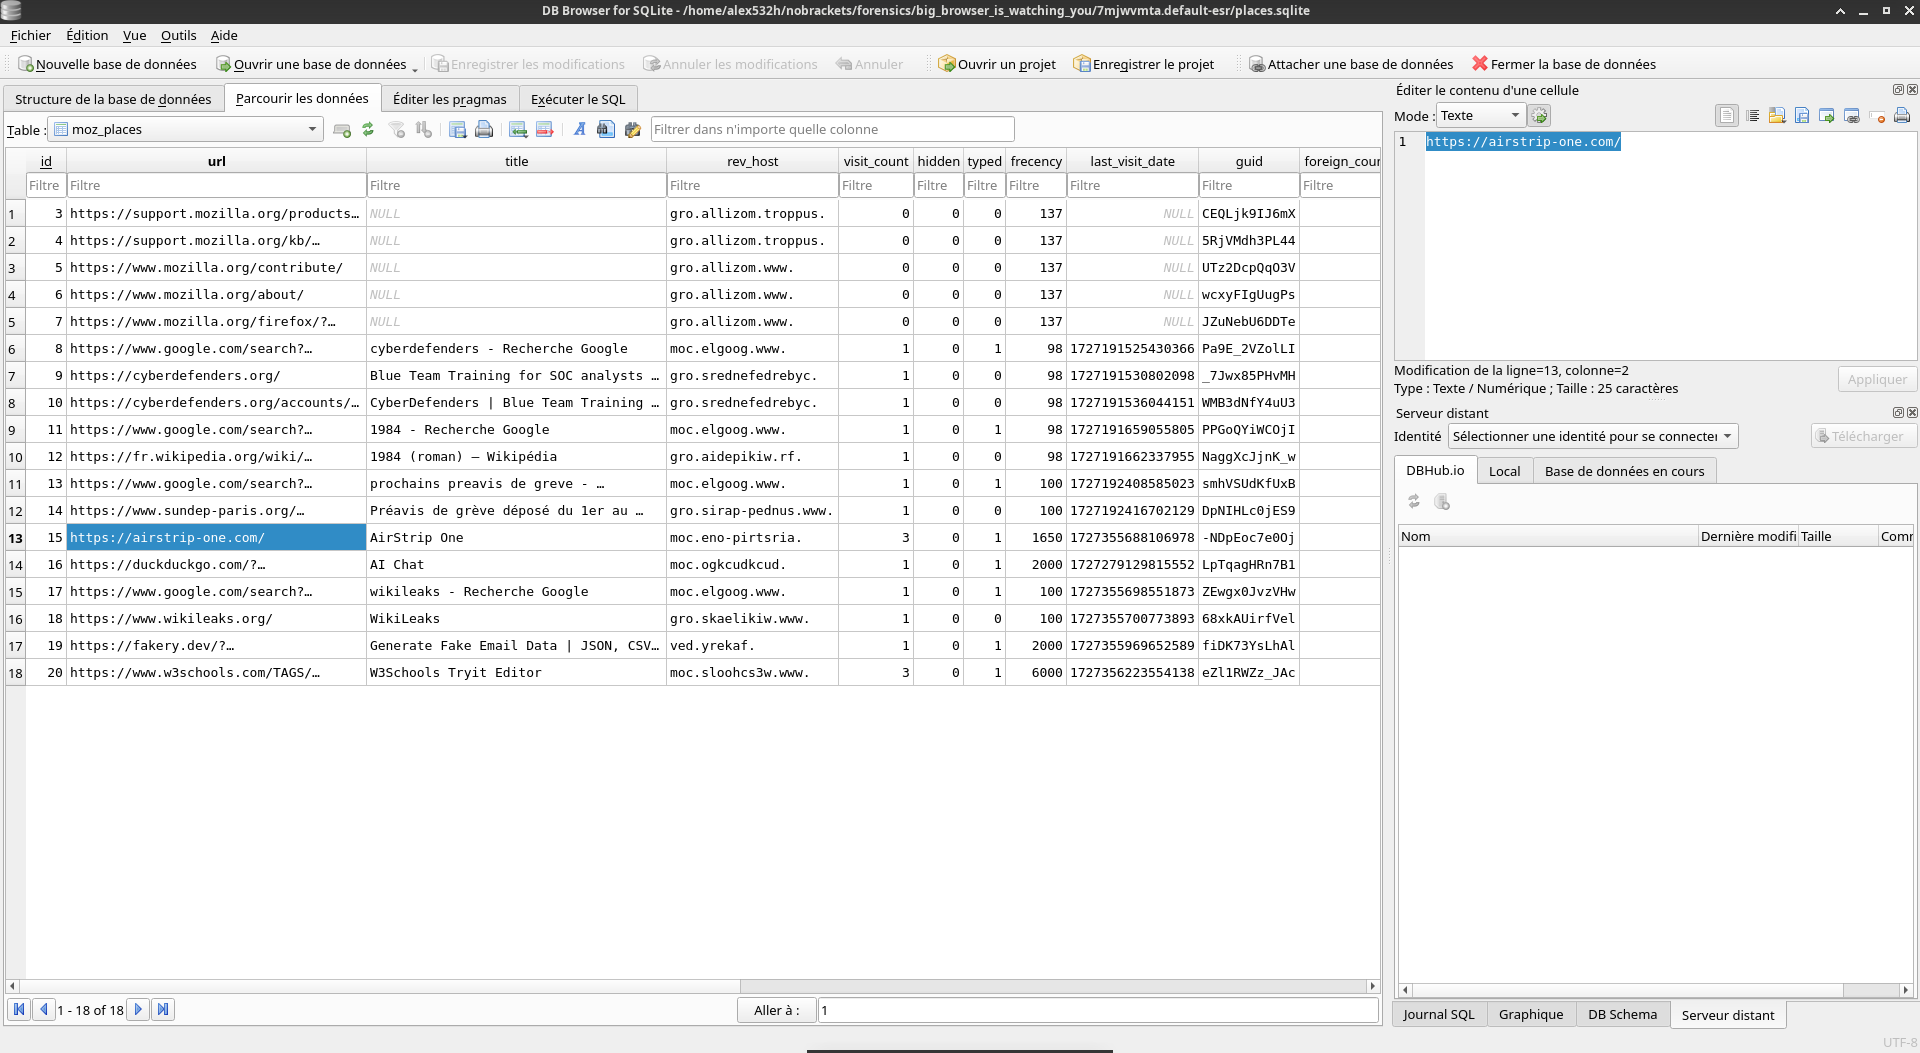 DB Browser for SQLite - /home/alex532h/nobrackets/forensics/big_browser_is_watching_you/7mjwvmta.default-esr/places.sqlite
Fichier Édition Vue Outils Aide
Nouvelle base de données Ouvrir une base de données Enregistrer les modifications Annuler les modifications Annuler Ouvrir un projet Enregistrer le projet Attacher une base de données Fermer la base de données
Structure de la base de données Parcourir les données Éditer les pragmas Exécuter le SQL
Table : moz_places Filtrer dans n'importe quelle colonne
id url title rev_host visit_count hidden typed frecency last_visit_date guid foreign_cour
Filtre Filtre Filtre Filtre Filtre Filtre Filtre Filtre Filtre Filtre Filtre
1 3 https://support.mozilla.org/products… NULL gro.allizom.troppus. 0 0 0 137 NULL CEQLjk9IJ6mX
2 4 https://support.mozilla.org/kb/… NULL gro.allizom.troppus. 0 0 0 137 NULL 5RjVMdh3PL44
3 5 https://www.mozilla.org/contribute/ NULL gro.allizom.www. 0 0 0 137 NULL UTz2DcpQqO3V
4 6 https://www.mozilla.org/about/ NULL gro.allizom.www. 0 0 0 137 NULL wcxyFIgUugPs
5 7 https://www.mozilla.org/firefox/?… NULL gro.allizom.www. 0 0 0 137 NULL JZuNebU6DDTe
6 8 https://www.google.com/search?… cyberdefenders - Recherche Google moc.elgoog.www. 1 0 1 98 1727191525430366 Pa9E_2VZolLI
7 9 https://cyberdefenders.org/ Blue Team Training for SOC analysts … gro.srednefedrebyc. 1 0 0 98 1727191530802098 _7Jwx85PHvMH
8 10 https://cyberdefenders.org/accounts/… CyberDefenders | Blue Team Training … gro.srednefedrebyc. 1 0 0 98 1727191536044151 WMB3dNfY4uU3
9 11 https://www.google.com/search?… 1984 - Recherche Google moc.elgoog.www. 1 0 1 98 1727191659055805 PPGoQYiWCOjI
10 12 https://fr.wikipedia.org/wiki/… 1984 (roman) — Wikipédia gro.aidepikiw.rf. 1 0 0 98 1727191662337955 NaggXcJjnK_w
11 13 https://www.google.com/search?… prochains preavis de greve - … moc.elgoog.www. 1 0 1 100 1727192408585023 smhVSUdKfUxB
12 14 https://www.sundep-paris.org/… Préavis de grève déposé du 1er au … gro.sirap-pednus.www. 1 0 0 100 1727192416702129 DpNIHLc0jES9
13 15 https://airstrip-one.com/ AirStrip One moc.eno-pirtsria. 3 0 1 1650 1727355688106978 -NDpEoc7e0Oj
14 16 https://duckduckgo.com/?… AI Chat moc.ogkcudkcud. 1 0 1 2000 1727279129815552 LpTqagHRn7B1
15 17 https://www.google.com/search?… wikileaks - Recherche Google moc.elgoog.www. 1 0 1 100 1727355698551873 ZEwgx0JvzVHw
16 18 https://www.wikileaks.org/ WikiLeaks gro.skaelikiw.www. 1 0 0 100 1727355700773893 68xkAUirfVel
17 19 https://fakery.dev/?… Generate Fake Email Data | JSON, CSV… ved.yrekaf. 1 0 1 2000 1727355969652589 fiDK73YsLhAl
18 20 https://www.w3schools.com/TAGS/… W3Schools Tryit Editor moc.sloohcs3w.www. 3 0 1 6000 1727356223554138 eZl1RWZz_JAc
1 - 18 of 18 Aller à : 1
Éditer le contenu d'une cellule
Mode : Texte
1 https://airstrip-one.com/
Modification de la ligne=13, colonne=2
Type : Texte / Numérique ; Taille : 25 caractères
Appliquer
Serveur distant
Identité Sélectionner une identité pour se connecter Télécharger
DBHub.io Local Base de données en cours
Nom Dernière modifi Taille Comr
Journal SQL Graphique DB Schema Serveur distant
UTF-8